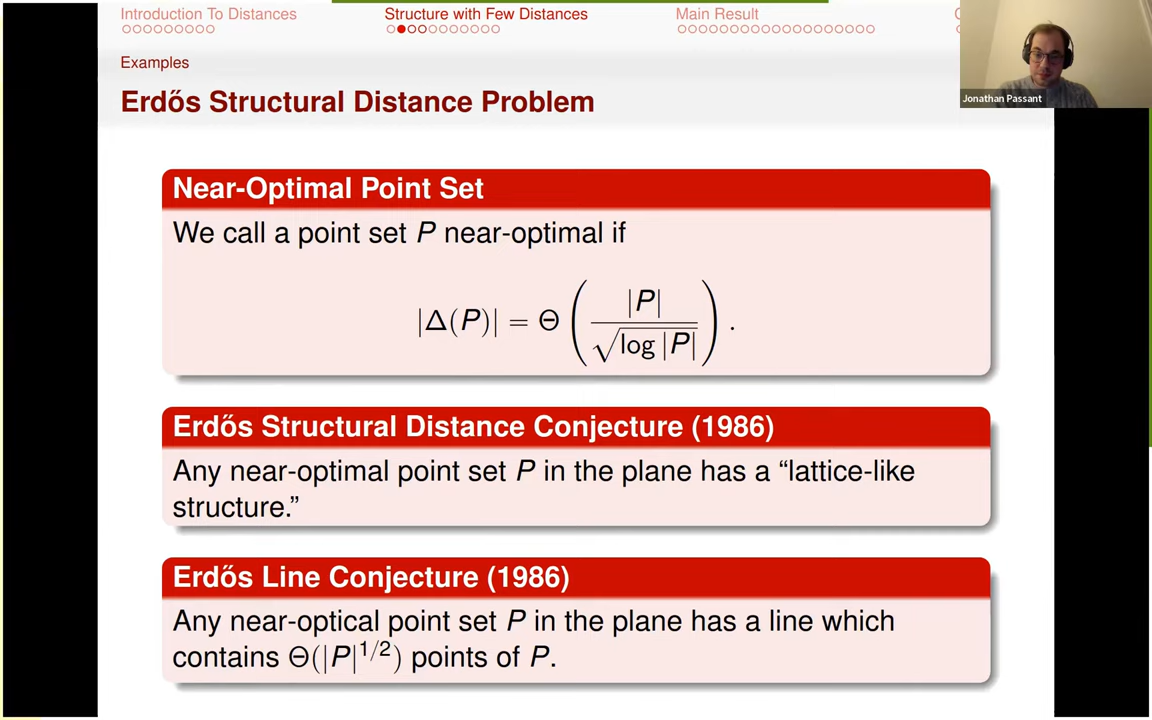 Introduction To Distances
Structure with Few Distances
Main Result
Examples
Erdős Structural Distance Problem
Jonathan Passant
Near-Optimal Point Set
We call a point set P near-optimal if
|Δ(P)| = Θ ( |P| / √log |P| ) .
Erdős Structural Distance Conjecture (1986)
Any near-optimal point set P in the plane has a “lattice-like
structure.”
Erdős Line Conjecture (1986)
Any near-optical point set P in the plane has a line which
contains Θ(|P|^1/2) points of P.